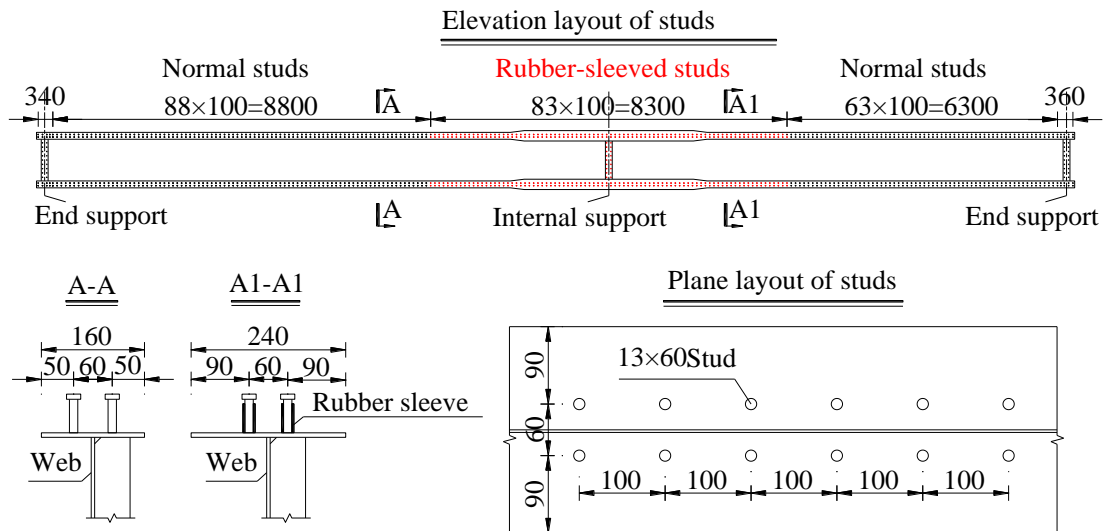 Elevation layout of studs
Normal studs
Rubber-sleeved studs
Normal studs
340
88×100=8800
A
83×100=8300
A1
63×100=6300
360
A
A1
End support
Internal support
End support
A-A
A1-A1
Plane layout of studs
160
240
50
60
50
90
60
90
Rubber sleeve
Web
Web
13×60Stud
90
60
90
100
100
100
100
100